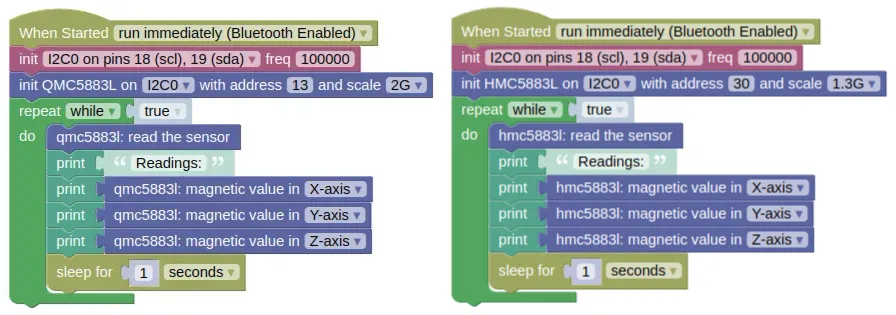 When Started run immediately (Bluetooth Enabled)
init I2C0 on pins 18 (scl), 19 (sda) freq 100000
init QMC5883L on I2C0 with address 13 and scale 2G
repeat while true
do qmc5883l: read the sensor
print “ Readings: ”
print qmc5883l: magnetic value in X-axis
print qmc5883l: magnetic value in Y-axis
print qmc5883l: magnetic value in Z-axis
sleep for 1 seconds
When Started run immediately (Bluetooth Enabled)
init I2C0 on pins 18 (scl), 19 (sda) freq 100000
init HMC5883L on I2C0 with address 30 and scale 1.3G
repeat while true
do hmc5883l: read the sensor
print “ Readings: ”
print hmc5883l: magnetic value in X-axis
print hmc5883l: magnetic value in Y-axis
print hmc5883l: magnetic value in Z-axis
sleep for 1 seconds